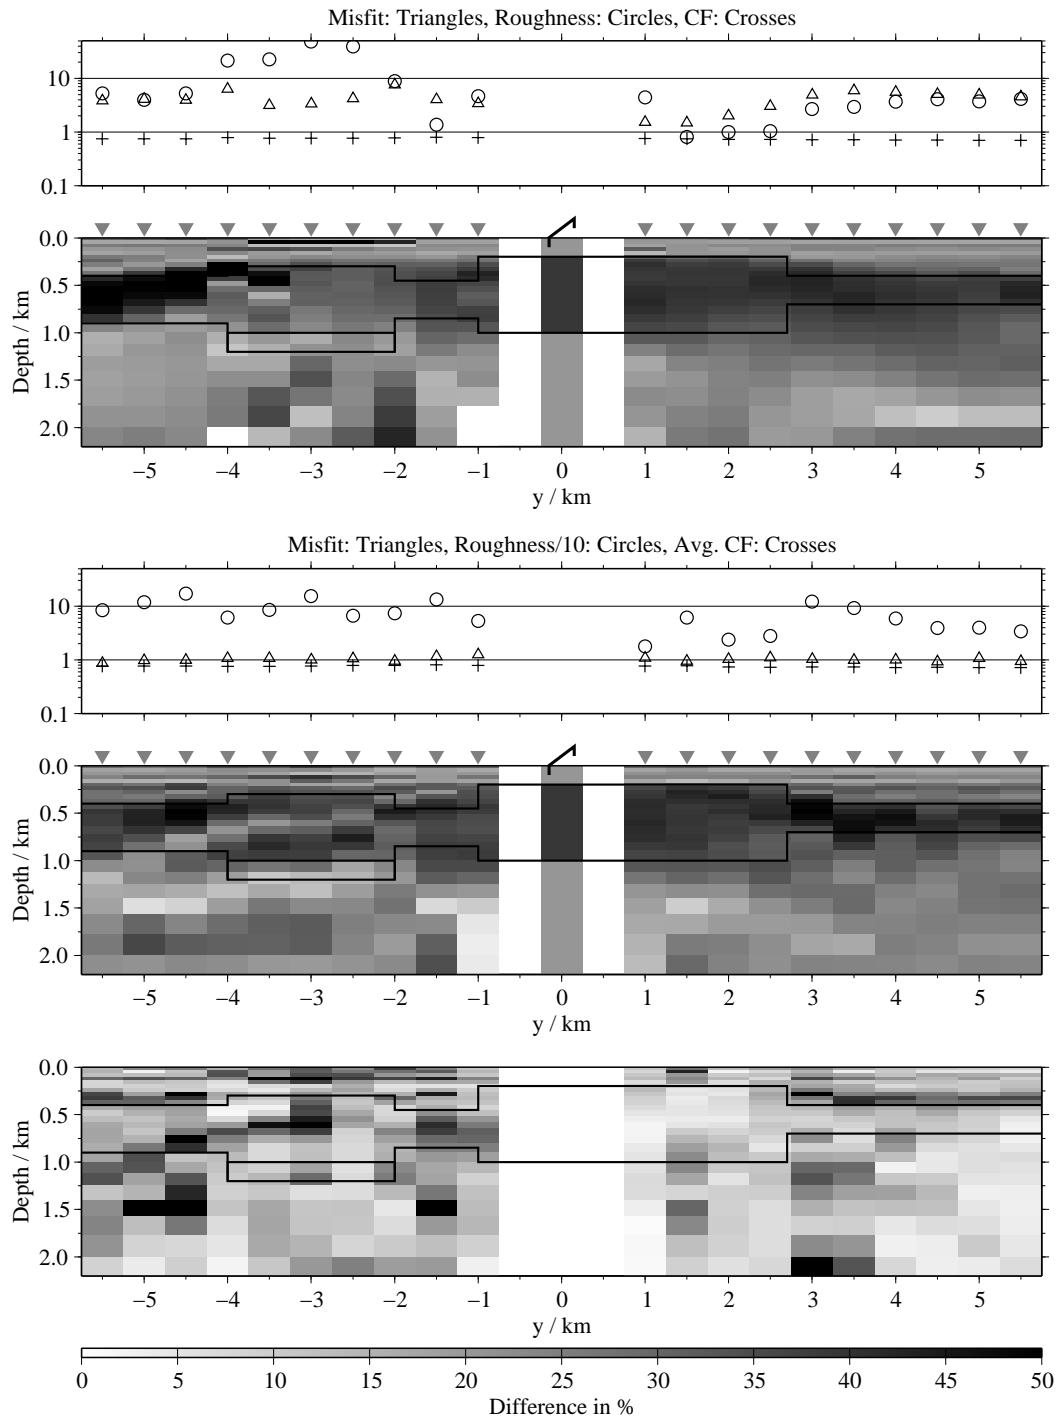 Misfit: Triangles, Roughness: Circles, CF: Crosses
10
1
0.1
0.0
0.5
1.0
1.5
2.0
Depth / km
−5 −4 −3 −2 −1 0 1 2 3 4 5
y / km
Misfit: Triangles, Roughness/10: Circles, Avg. CF: Crosses
10
1
0.1
0.0
0.5
1.0
1.5
2.0
Depth / km
−5 −4 −3 −2 −1 0 1 2 3 4 5
y / km
0.0
0.5
1.0
1.5
2.0
Depth / km
−5 −4 −3 −2 −1 0 1 2 3 4 5
y / km
0 5 10 15 20 25 30 35 40 45 50
Difference in %